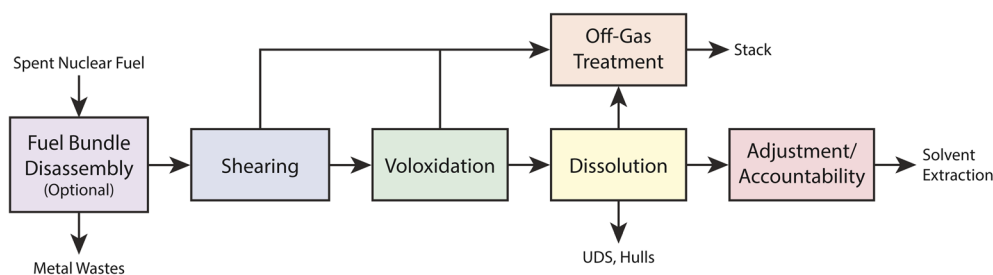 Off-Gas
Treatment
Stack
Spent Nuclear Fuel
Fuel Bundle
Disassembly
(Optional)
Shearing
Voloxidation
Dissolution
Adjustment/
Accountability
Solvent
Extraction
Metal Wastes
UDS, Hulls